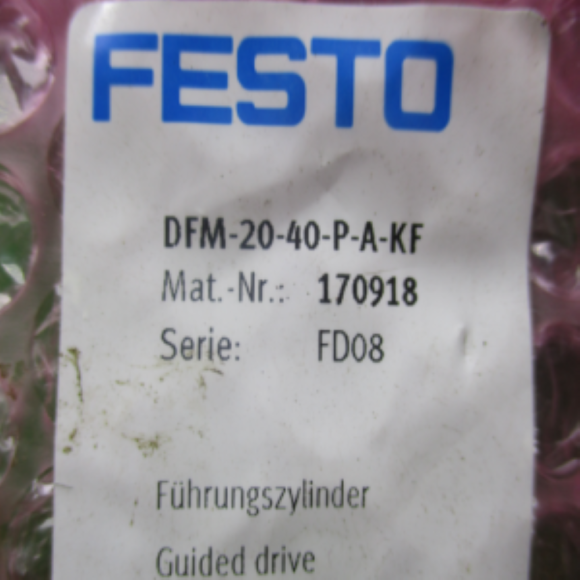 FESTO
DFM-20-40-P-A-KF
Mat.-Nr.: 170918
Serie: FD08
Führungszylinder
Guided drive